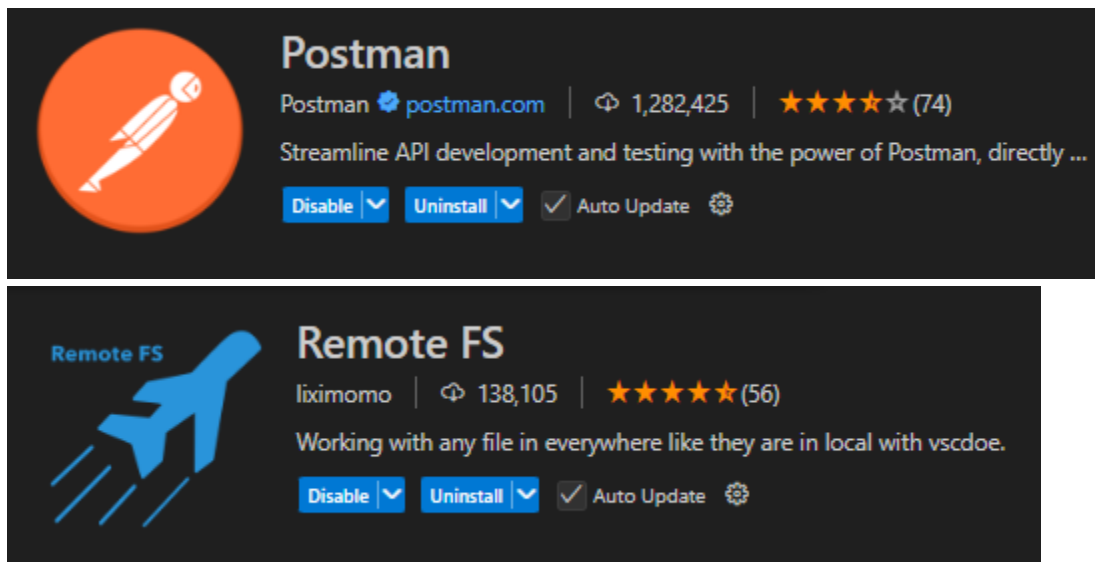 Postman
Postman postman.com 1,282,425 (74)
Streamline API development and testing with the power of Postman, directly ...
Disable Uninstall Auto Update
Remote FS
Remote FS
liximomo 138,105 (56)
Working with any file in everywhere like they are in local with vscdoe.
Disable Uninstall Auto Update